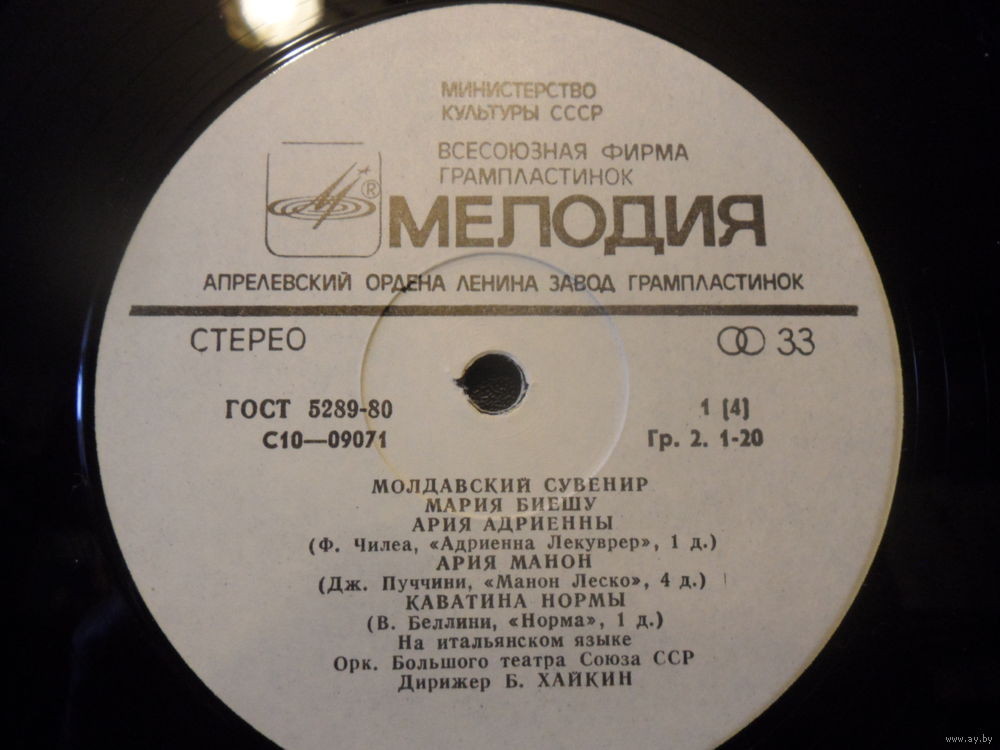 МИНИСТЕРСТВО
КУЛЬТУРЫ СССР
ВСЕСОЮЗНАЯ ФИРМА
ГРАМПЛАСТИНОК
®
МЕЛОДИЯ
АПРЕЛЕВСКИЙ ОРДЕНА ЛЕНИНА ЗАВОД ГРАМПЛАСТИНОК
СТЕРЕО 33
ГОСТ 5289-80 1 [4]
С10—09071 Гр. 2. 1-20
МОЛДАВСКИЙ СУВЕНИР
МАРИЯ БИЕШУ
АРИЯ АДРИЕННЫ
(Ф. Чилеа, «Адриенна Лекуврер», 1 д.)
АРИЯ МАНОН
(Дж. Пуччини, «Манон Леско», 4 д.)
КАВАТИНА НОРМЫ
(В. Беллини, «Норма», 1 д.)
На итальянском языке
Орк. Большого театра Союза ССР
Дирижер Б. ХАЙКИН
www.ay.by